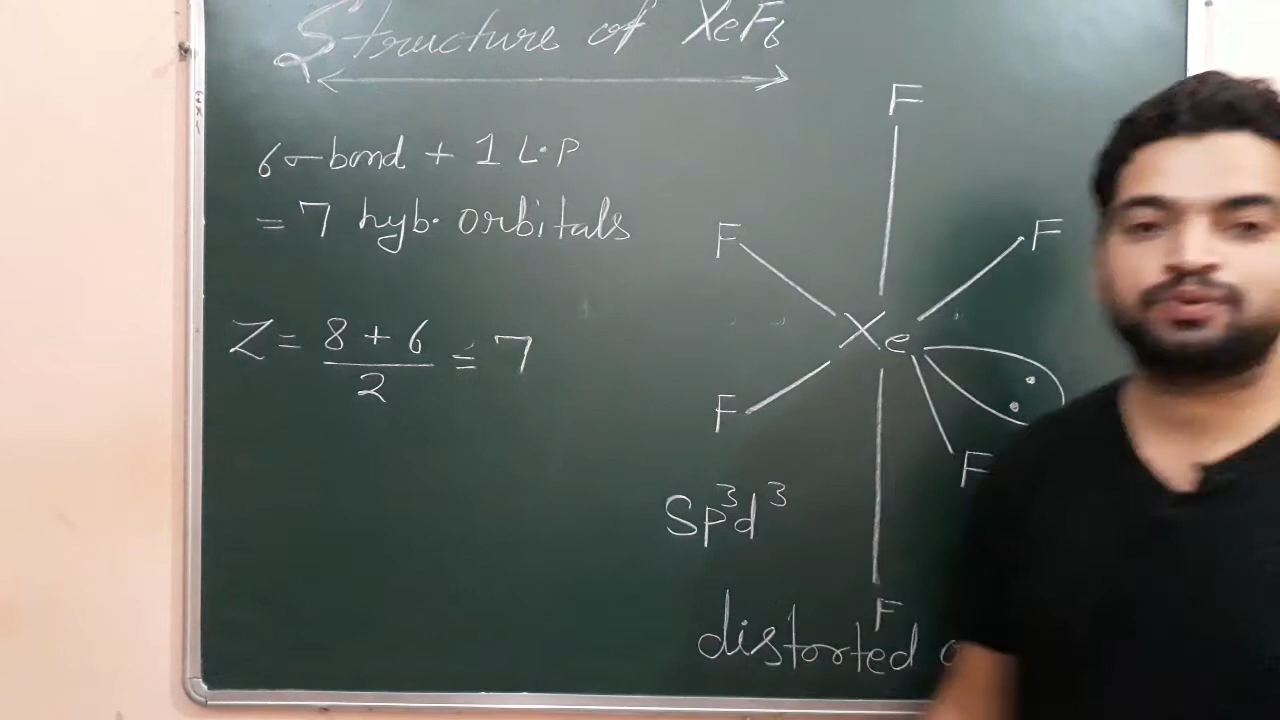 Structure of XeF6
6 σ-bond + 1 L.P
= 7 hyb. orbitals
Z = 8 + 6 / 2 = 7
F
F
F
Xe
F
F
F
sp³d³
distorted